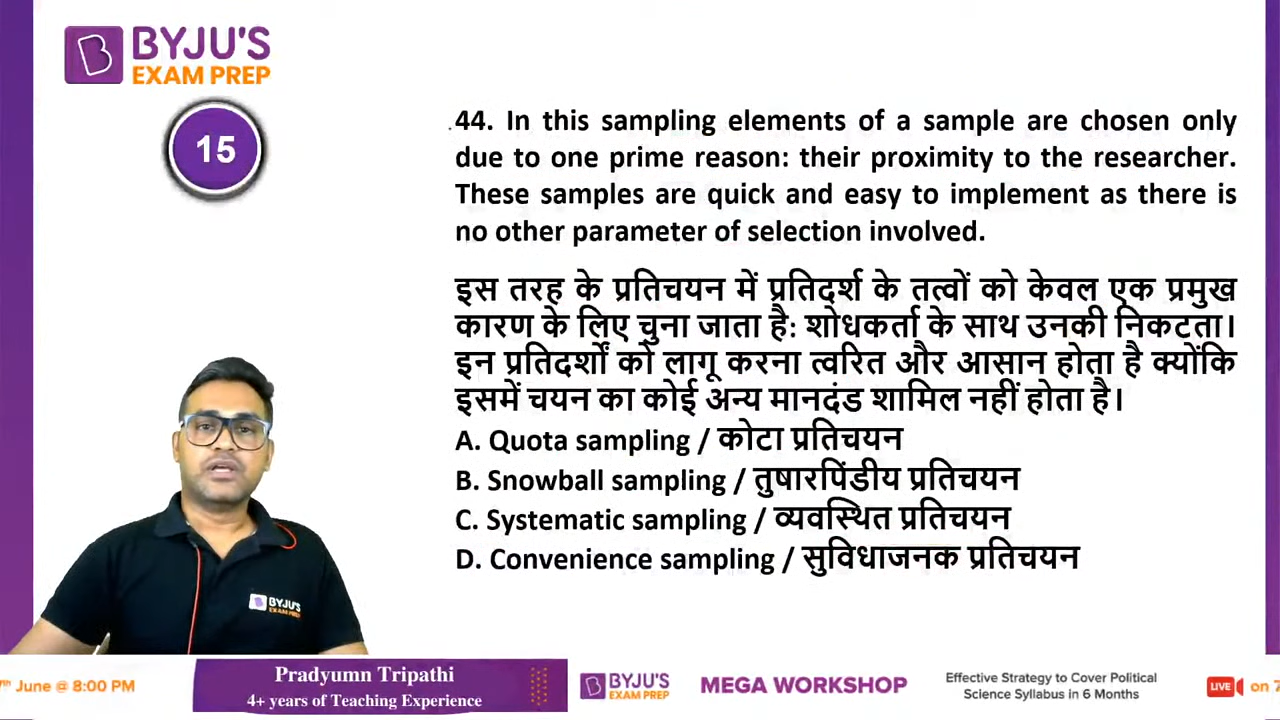 BYJU'S
EXAM PREP
15
44. In this sampling elements of a sample are chosen only
due to one prime reason: their proximity to the researcher.
These samples are quick and easy to implement as there is
no other parameter of selection involved.
इस तरह के प्रतिचयन में प्रतिदर्श के तत्वों को केवल एक प्रमुख
कारण के लिए चुना जाता है: शोधकर्ता के साथ उनकी निकटता।
इन प्रतिदर्शों को लागू करना त्वरित और आसान होता है क्योंकि
इसमें चयन का कोई अन्य मानदंड शामिल नहीं होता है।
A. Quota sampling / कोटा प्रतिचयन
B. Snowball sampling / तुषारपिंडीय प्रतिचयन
C. Systematic sampling / व्यवस्थित प्रतिचयन
D. Convenience sampling / सुविधाजनक प्रतिचयन
BYJU'S
EXAM PREP
June @ 8:00 PM
Pradyumn Tripathi
4+ years of Teaching Experience
BYJU'S
EXAM PREP
MEGA WORKSHOP
Effective Strategy to Cover Political
Science Syllabus in 6 Months
LIVE on 7